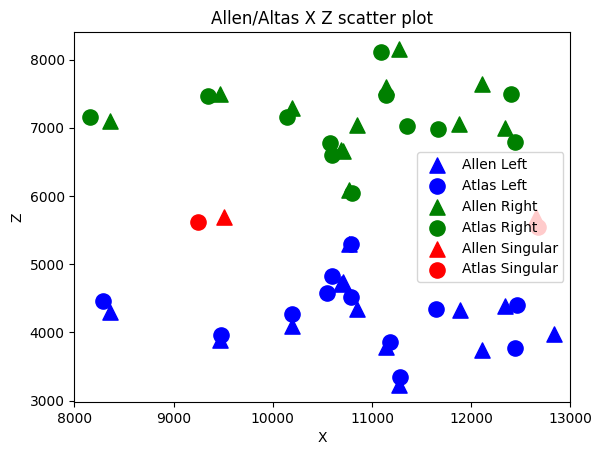 Allen/Altas X Z scatter plot
Z
8000
7000
6000
5000
4000
3000
Allen Left
Atlas Left
Allen Right
Atlas Right
Allen Singular
Atlas Singular
8000 9000 10000 11000 12000 13000
X